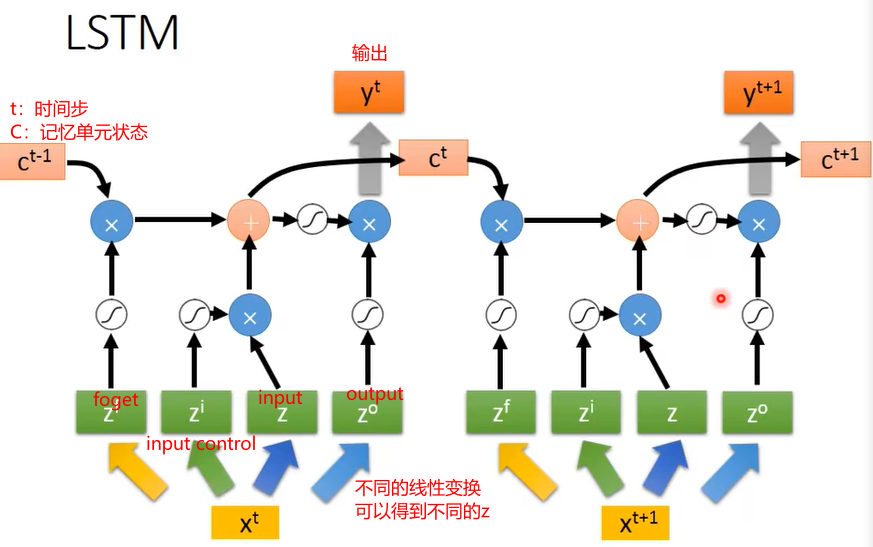 LSTM
输出
y^t
y^t+1
t：时间步
C：记忆单元状态
c^t-1
c^t
c^t+1
×
+
×
×
+
×
×
×
foget
input
output
z^f
z^i
z
z^o
z^f
z^i
z
z^o
input control
不同的线性变换
可以得到不同的z
x^t
x^t+1